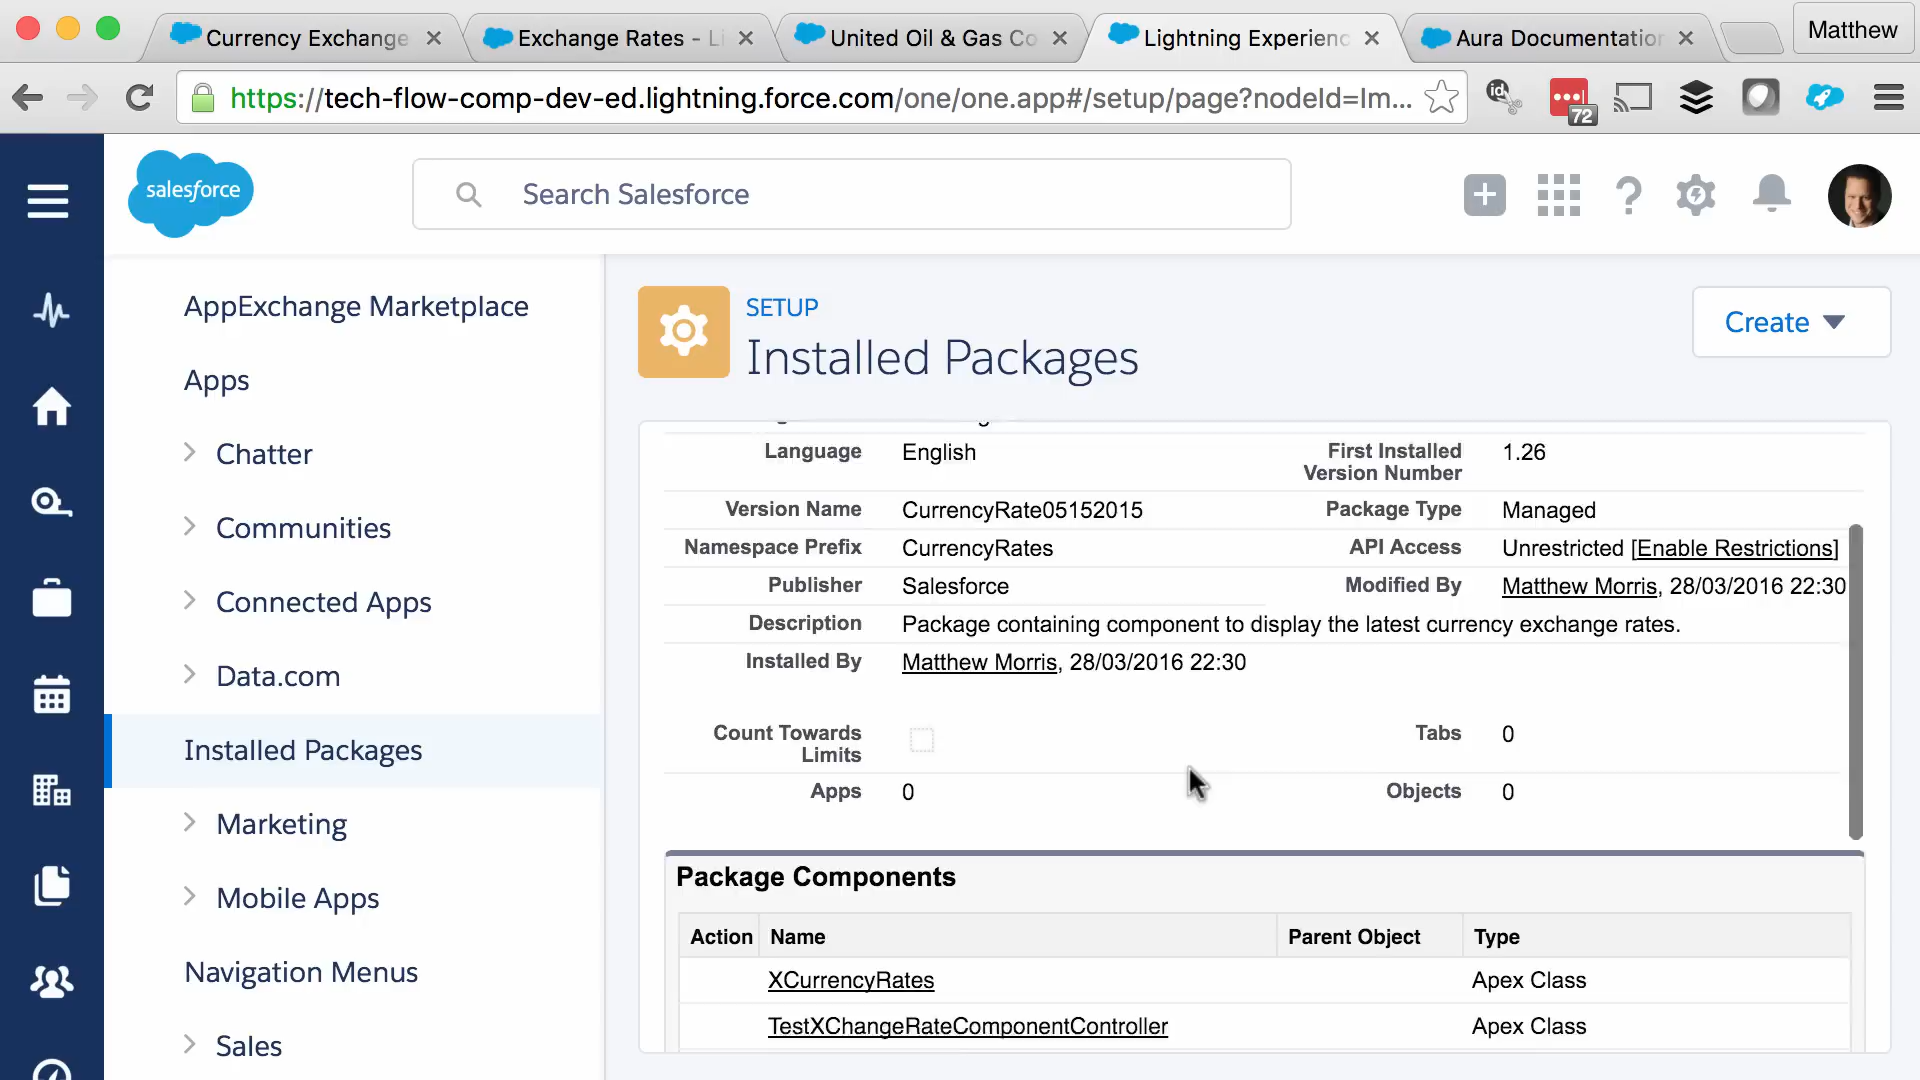 Currency Exchange
Exchange Rates - Li
United Oil & Gas Co
Lightning Experienc
Aura Documentation
Matthew
https://tech-flow-comp-dev-ed.lightning.force.com/one/one.app#/setup/page?nodeId=Im...
id
72
salesforce
Search Salesforce
AppExchange Marketplace
Apps
Chatter
Communities
Connected Apps
Data.com
Installed Packages
Marketing
Mobile Apps
Navigation Menus
Sales
SETUP
Installed Packages
Create
Language English First Installed Version Number 1.26
Version Name CurrencyRate05152015 Package Type Managed
Namespace Prefix CurrencyRates API Access Unrestricted [Enable Restrictions]
Publisher Salesforce Modified By Matthew Morris, 28/03/2016 22:30
Description Package containing component to display the latest currency exchange rates.
Installed By Matthew Morris, 28/03/2016 22:30
Count Towards Limits Tabs 0
Apps 0 Objects 0
Package Components
Action Name Parent Object Type
XCurrencyRates Apex Class
TestXChangeRateComponentController Apex Class